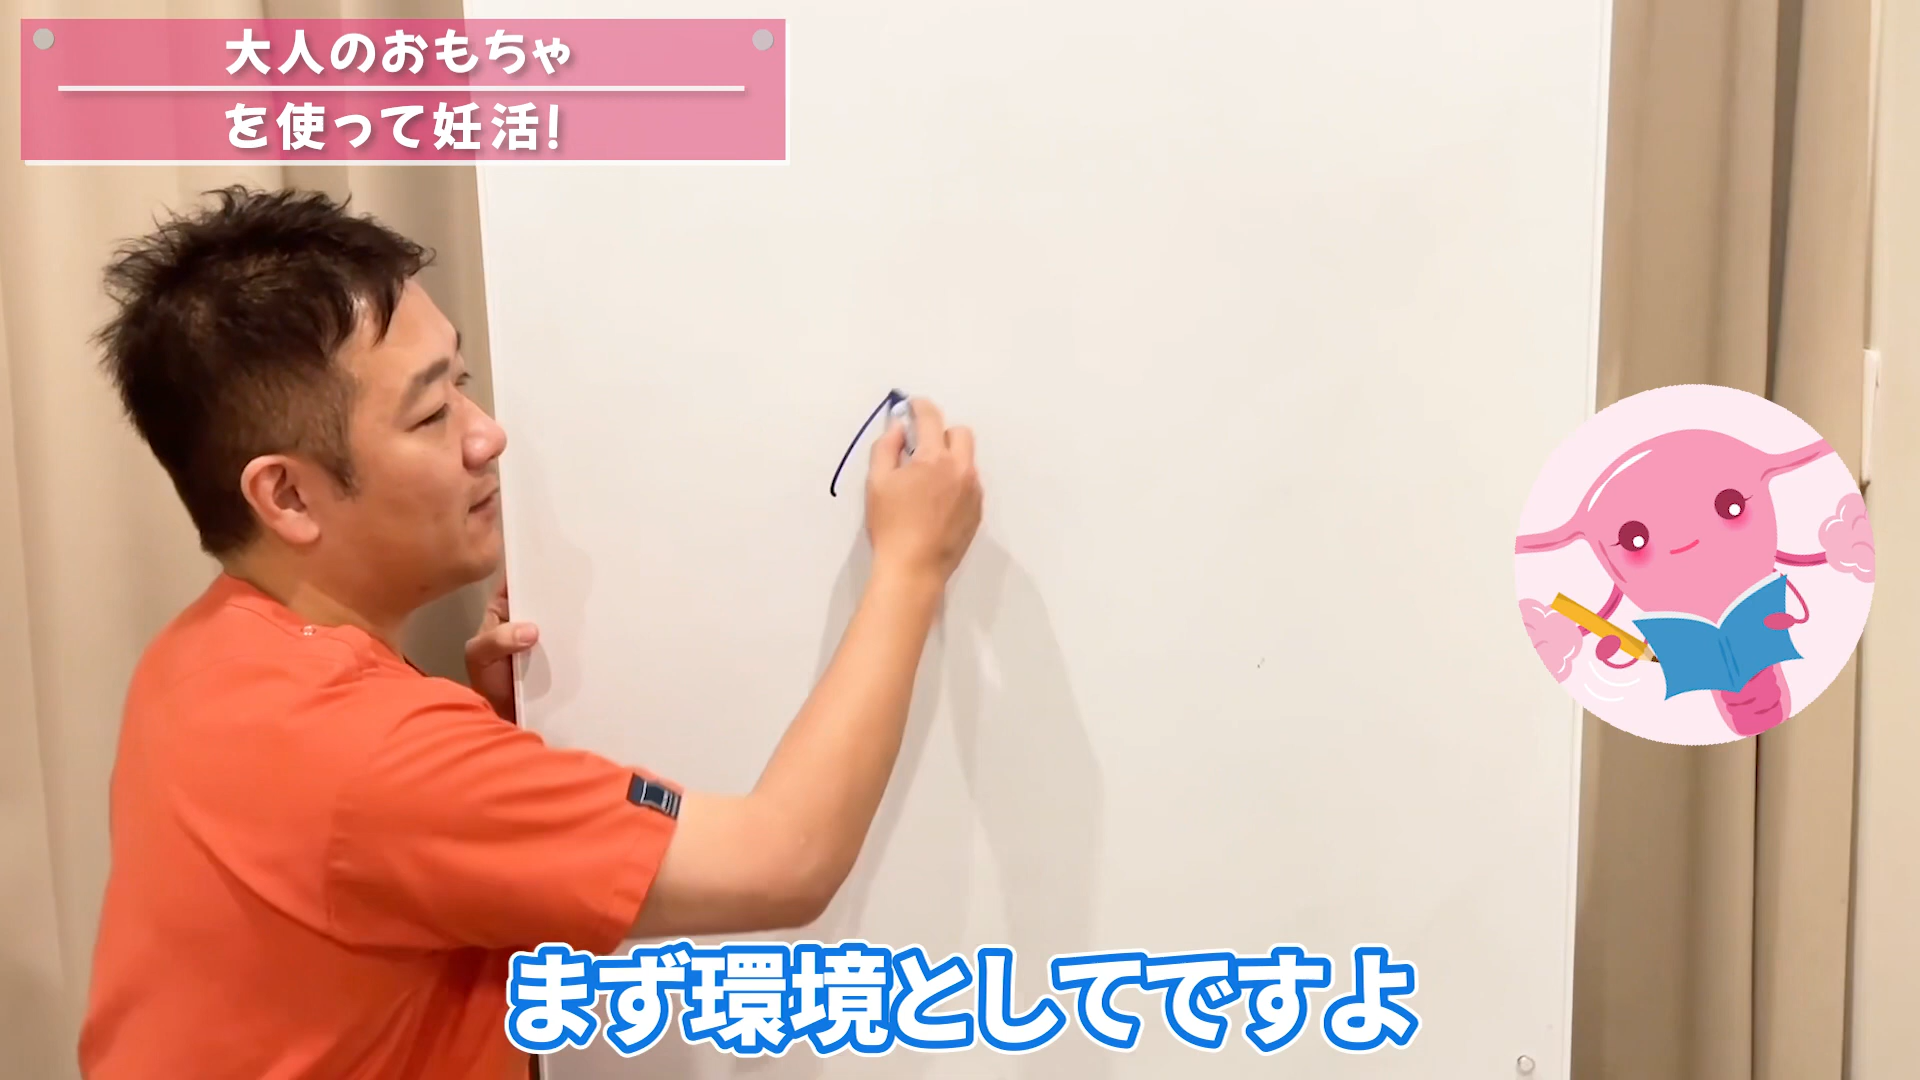 大人のおもちゃ
を使って妊活!
まず環境としてですよ